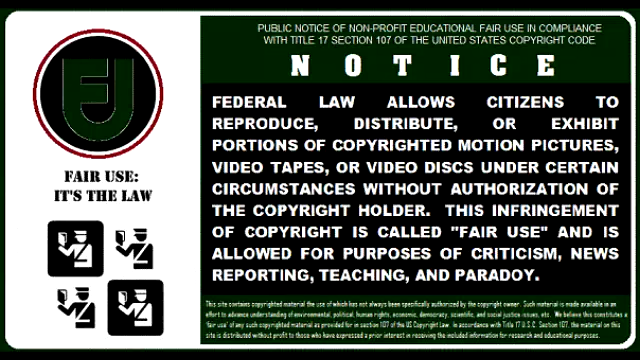 PUBLIC NOTICE OF NON-PROFIT EDUCATIONAL FAIR USE IN COMPLIANCE
WITH TITLE 17 SECTION 107 OF THE UNITED STATES COPYRIGHT CODE
NOTICE
FU
FAIR USE:
IT'S THE LAW
FEDERAL LAW ALLOWS CITIZENS TO
REPRODUCE, DISTRIBUTE, OR EXHIBIT
PORTIONS OF COPYRIGHTED MOTION PICTURES,
VIDEO TAPES, OR VIDEO DISCS UNDER CERTAIN
CIRCUMSTANCES WITHOUT AUTHORIZATION OF
THE COPYRIGHT HOLDER. THIS INFRINGEMENT
OF COPYRIGHT IS CALLED "FAIR USE" AND IS
ALLOWED FOR PURPOSES OF CRITICISM, NEWS
REPORTING, TEACHING, AND PARADOY.
This site contains copyrighted material the use of which has not always been specifically authorized by the copyright owner. Such material is made available in an
effort to advance understanding of environmental, political, human rights, economic, democracy, scientific, and social justice issues, etc. We believe this constitutes a
'fair use' of any such copyrighted material as provided for in section 107 of the US Copyright Law. In accordance with Title 17 U.S.C. Section 107, the material on this
site is distributed without profit to those who have expressed a prior interest in receiving the included information for research and educational purposes.